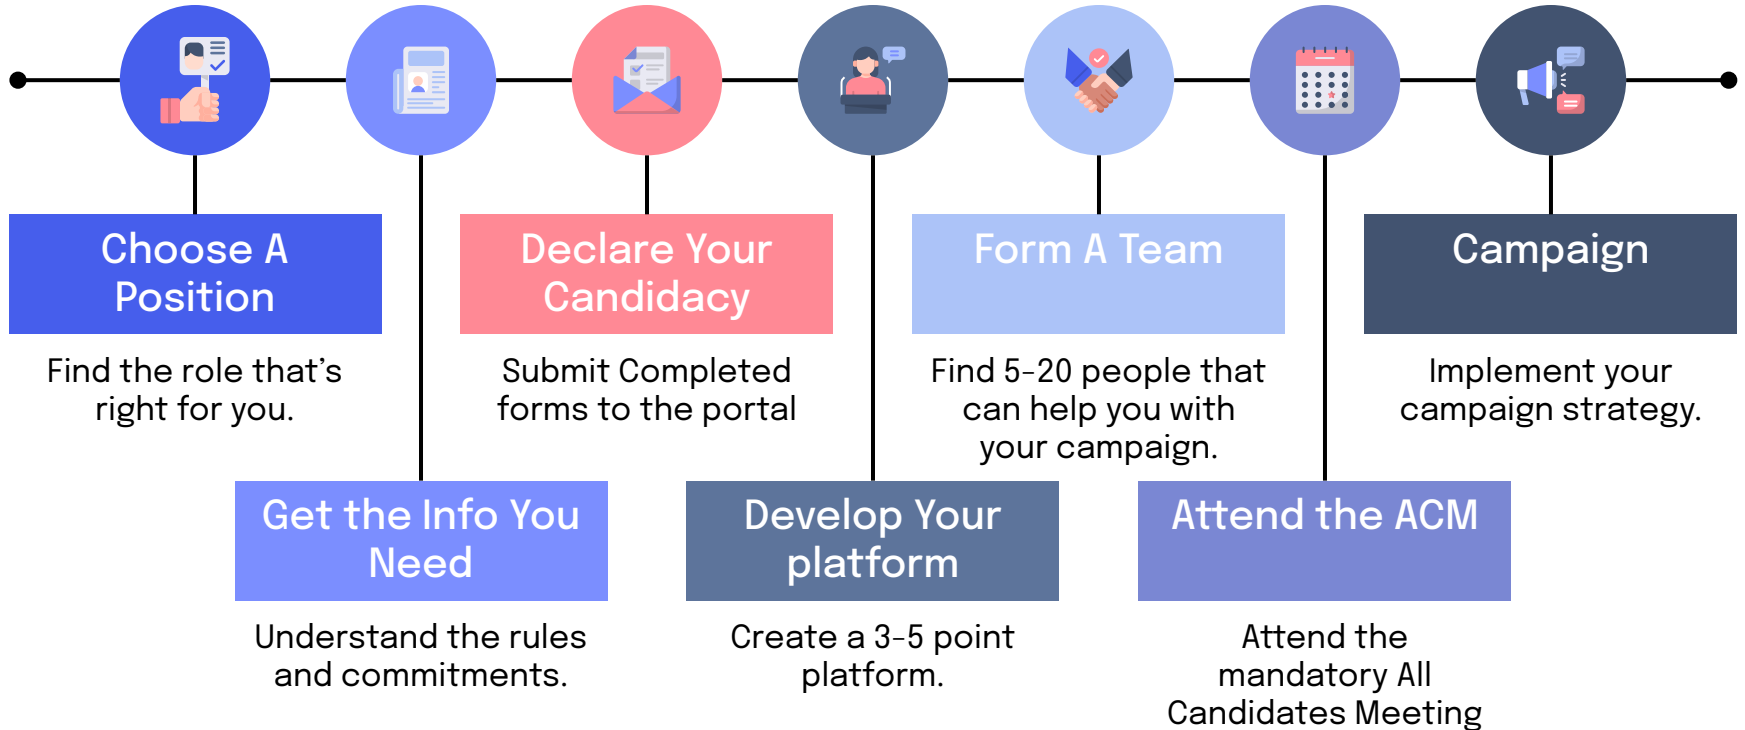 Choose A
Position
Find the role that's
right for you.
Get the Info You
Need
Understand the rules
and commitments.
Declare Your
Candidacy
Submit Completed
forms to the portal
Develop Your
platform
Create a 3-5 point
platform.
Form A Team
Find 5-20 people that
can help you with
your campaign.
Attend the ACM
Attend the
mandatory All
Candidates Meeting
Campaign
Implement your
campaign strategy.